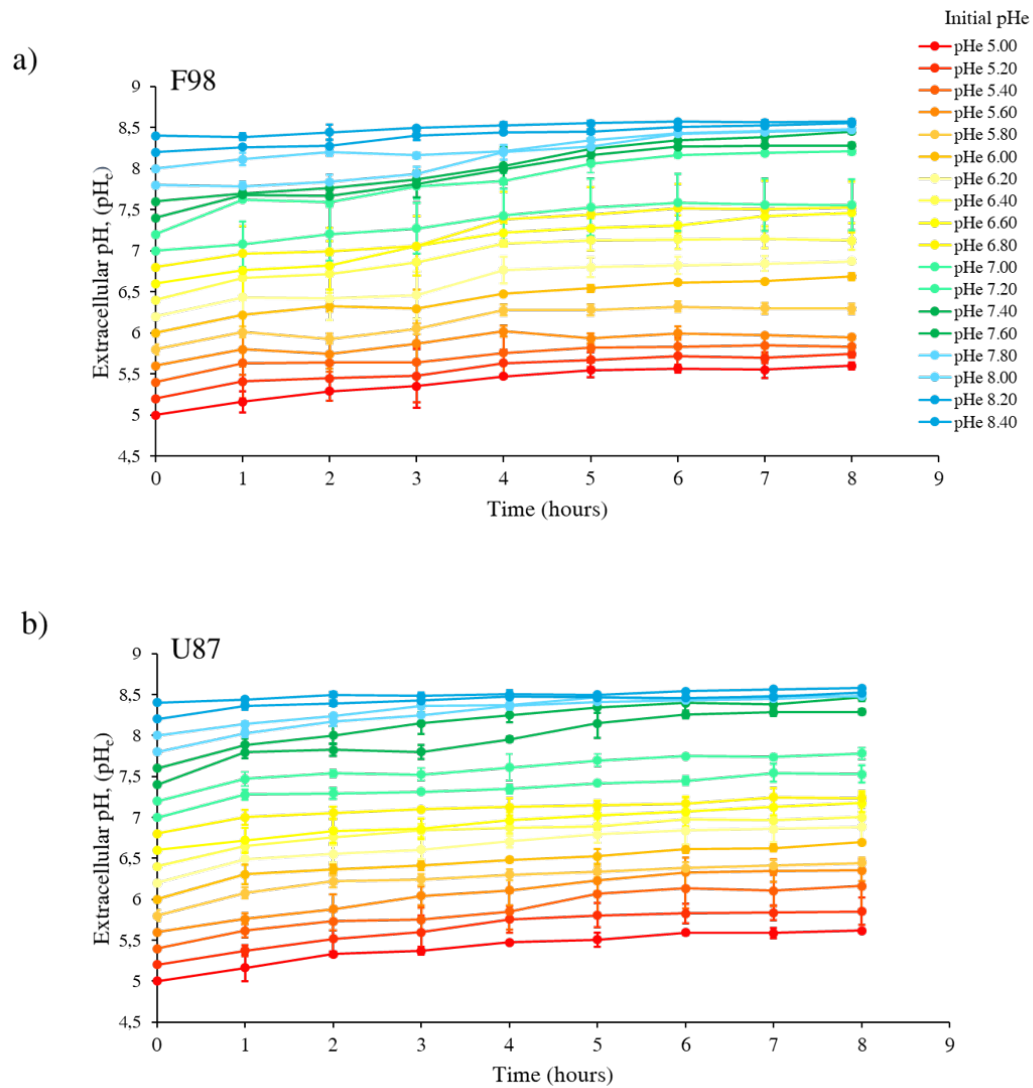 Initial pHe
pHe 5.00
pHe 5.20
pHe 5.40
pHe 5.60
pHe 5.80
pHe 6.00
pHe 6.20
pHe 6.40
pHe 6.60
pHe 6.80
pHe 7.00
pHe 7.20
pHe 7.40
pHe 7.60
pHe 7.80
pHe 8.00
pHe 8.20
pHe 8.40
a)
F98
Extracellular pH, (pHe)
9
8,5
8
7,5
7
6,5
6
5,5
5
4,5
0 1 2 3 4 5 6 7 8 9
Time (hours)
b)
U87
Extracellular pH, (pHe)
9
8,5
8
7,5
7
6,5
6
5,5
5
4,5
0 1 2 3 4 5 6 7 8 9
Time (hours)